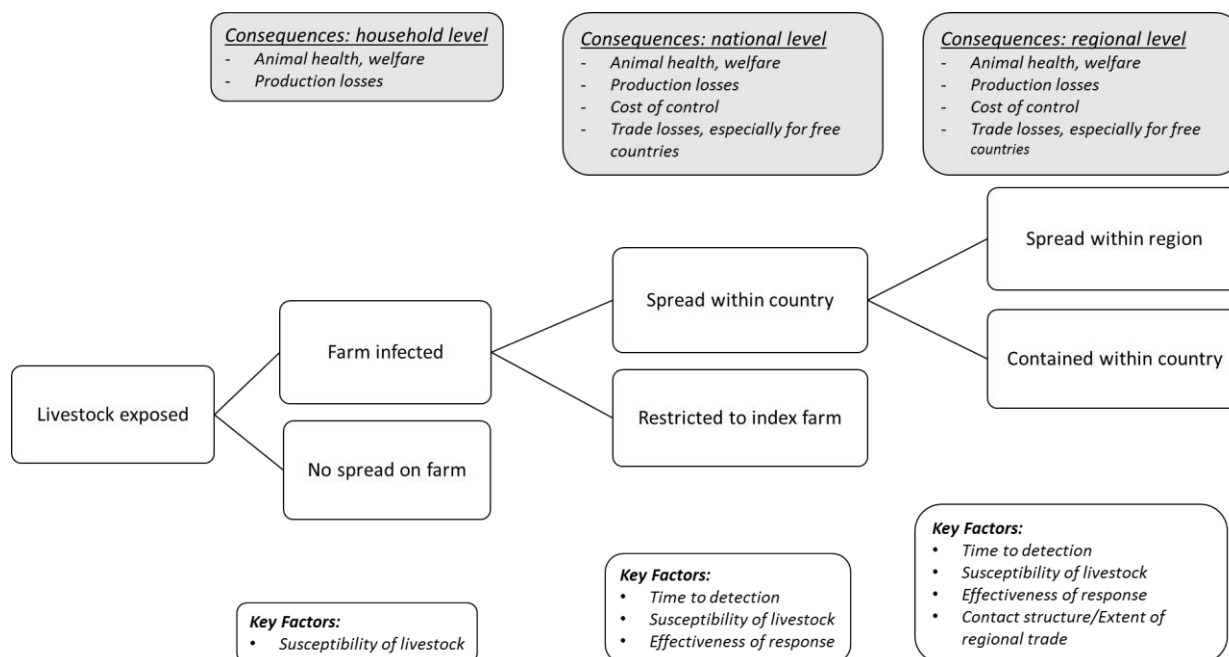 Consequences: household level
- Animal health, welfare
- Production losses
Consequences: national level
- Animal health, welfare
- Production losses
- Cost of control
- Trade losses, especially for free
countries
Consequences: regional level
- Animal health, welfare
- Production losses
- Cost of control
- Trade losses, especially for free
countries
Livestock exposed
Farm infected
No spread on farm
Spread within country
Restricted to index farm
Spread within region
Contained within country
Key Factors:
• Susceptibility of livestock
Key Factors:
• Time to detection
• Susceptibility of livestock
• Effectiveness of response
Key Factors:
• Time to detection
• Susceptibility of livestock
• Effectiveness of response
• Contact structure/Extent of
regional trade